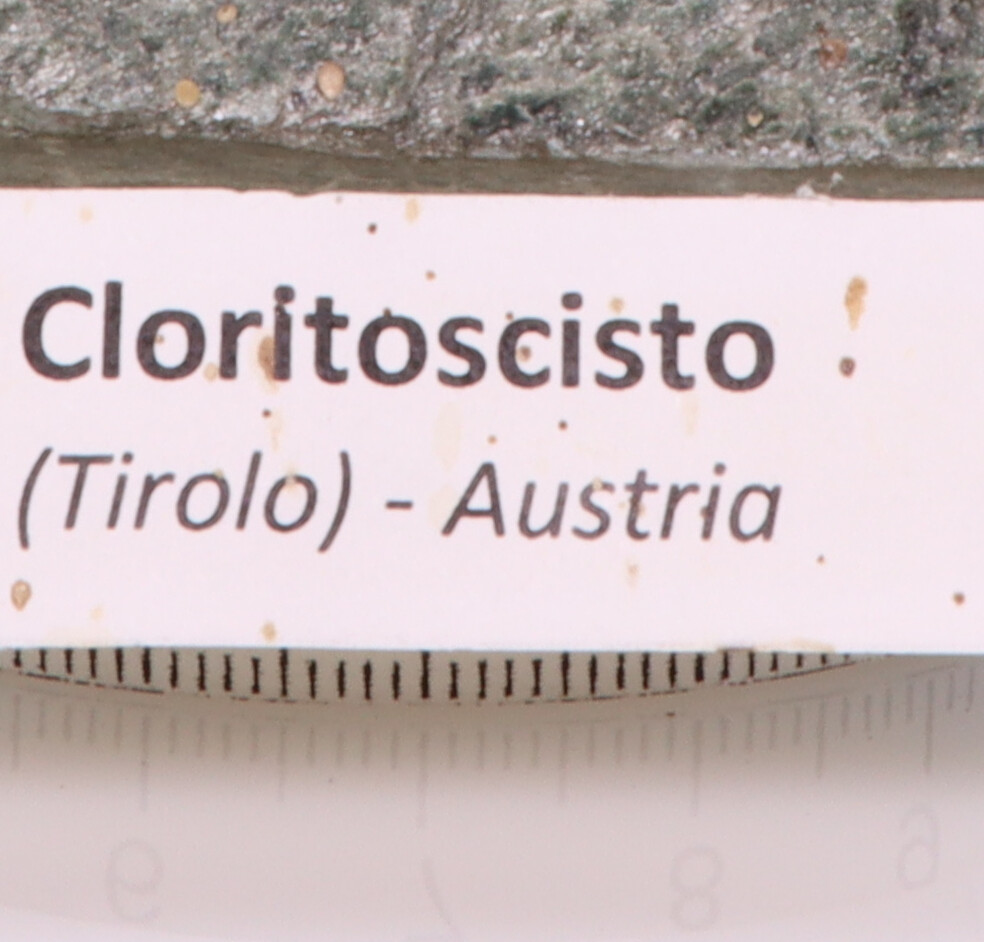 Cloritoscisto
(Tirolo) - Austria